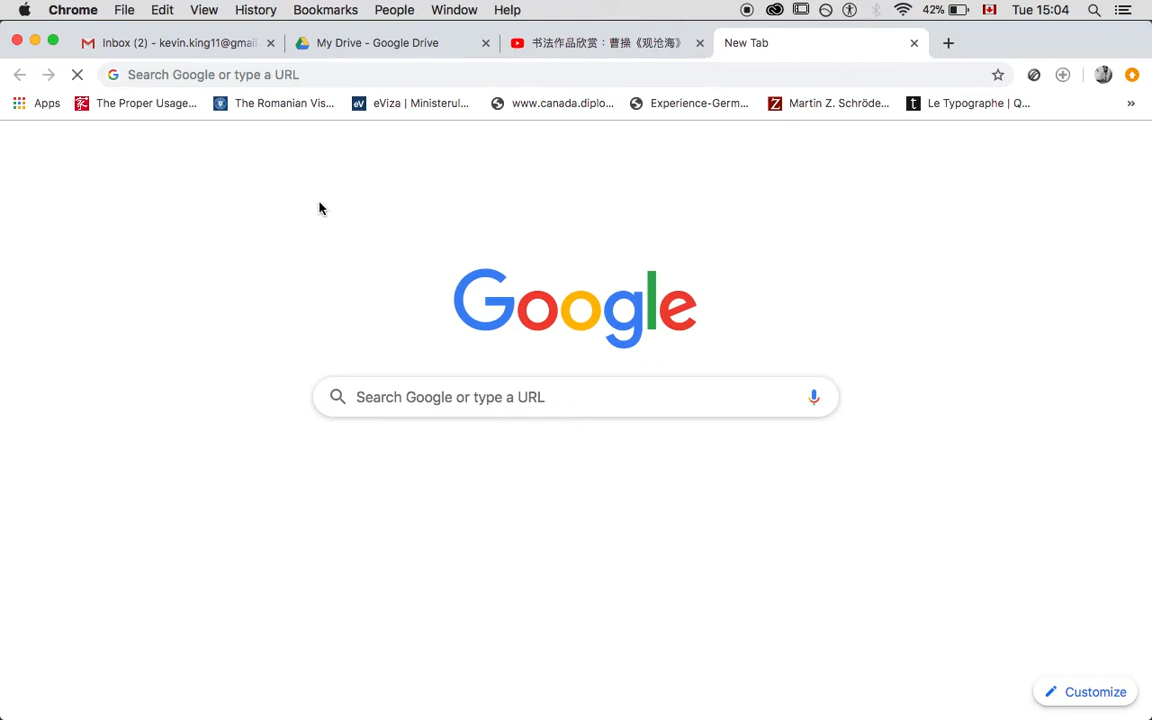 Chrome File Edit View History Bookmarks People Window Help 42% Tue 15:04
Inbox (2) - kevin.king11@gmai My Drive - Google Drive 书法作品欣赏：曹操《观沧海》 New Tab
Search Google or type a URL
Apps The Proper Usage... The Romanian Vis... eViza | Ministerul... www.canada.diplo... Experience-Germ... Martin Z. Schröde... Le Typographe | Q... »
Google
Search Google or type a URL
Customize